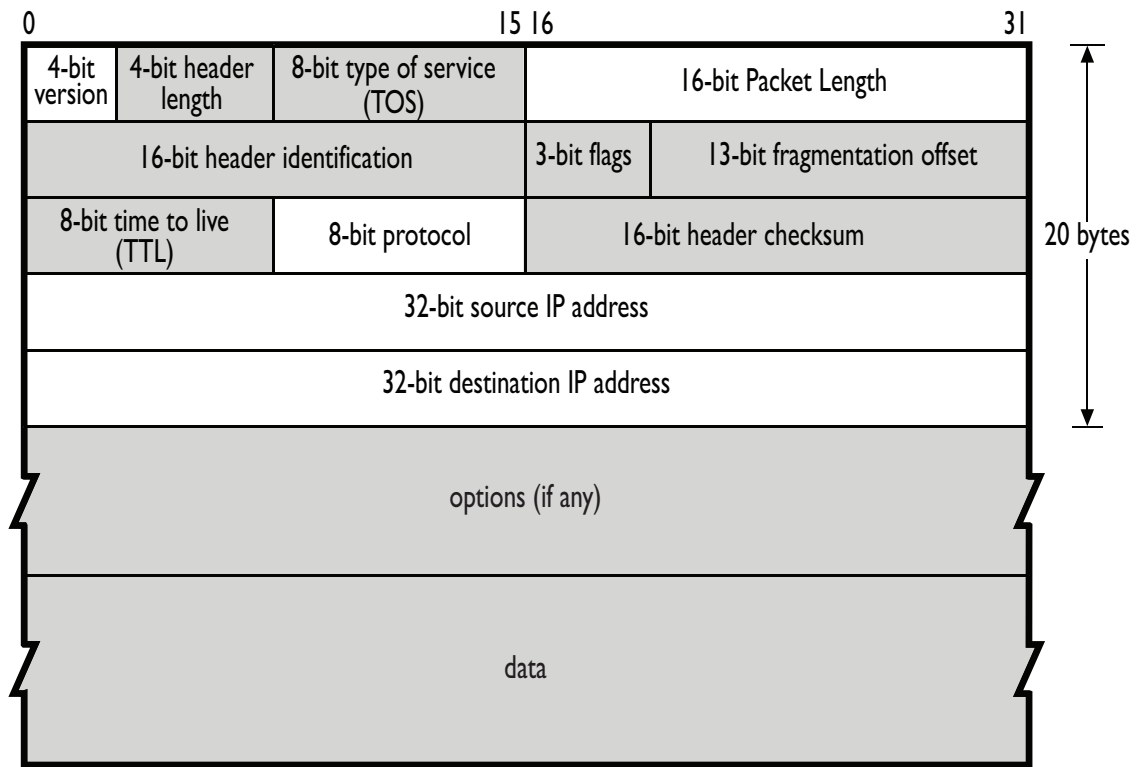 0 15 16 31
4-bit version
4-bit header length
8-bit type of service (TOS)
16-bit Packet Length
16-bit header identification
3-bit flags
13-bit fragmentation offset
8-bit time to live (TTL)
8-bit protocol
16-bit header checksum
20 bytes
32-bit source IP address
32-bit destination IP address
options (if any)
data